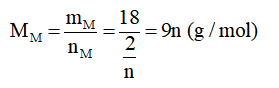 M_M = m_M / n_M = 18 / (2/n) = 9n (g / mol)